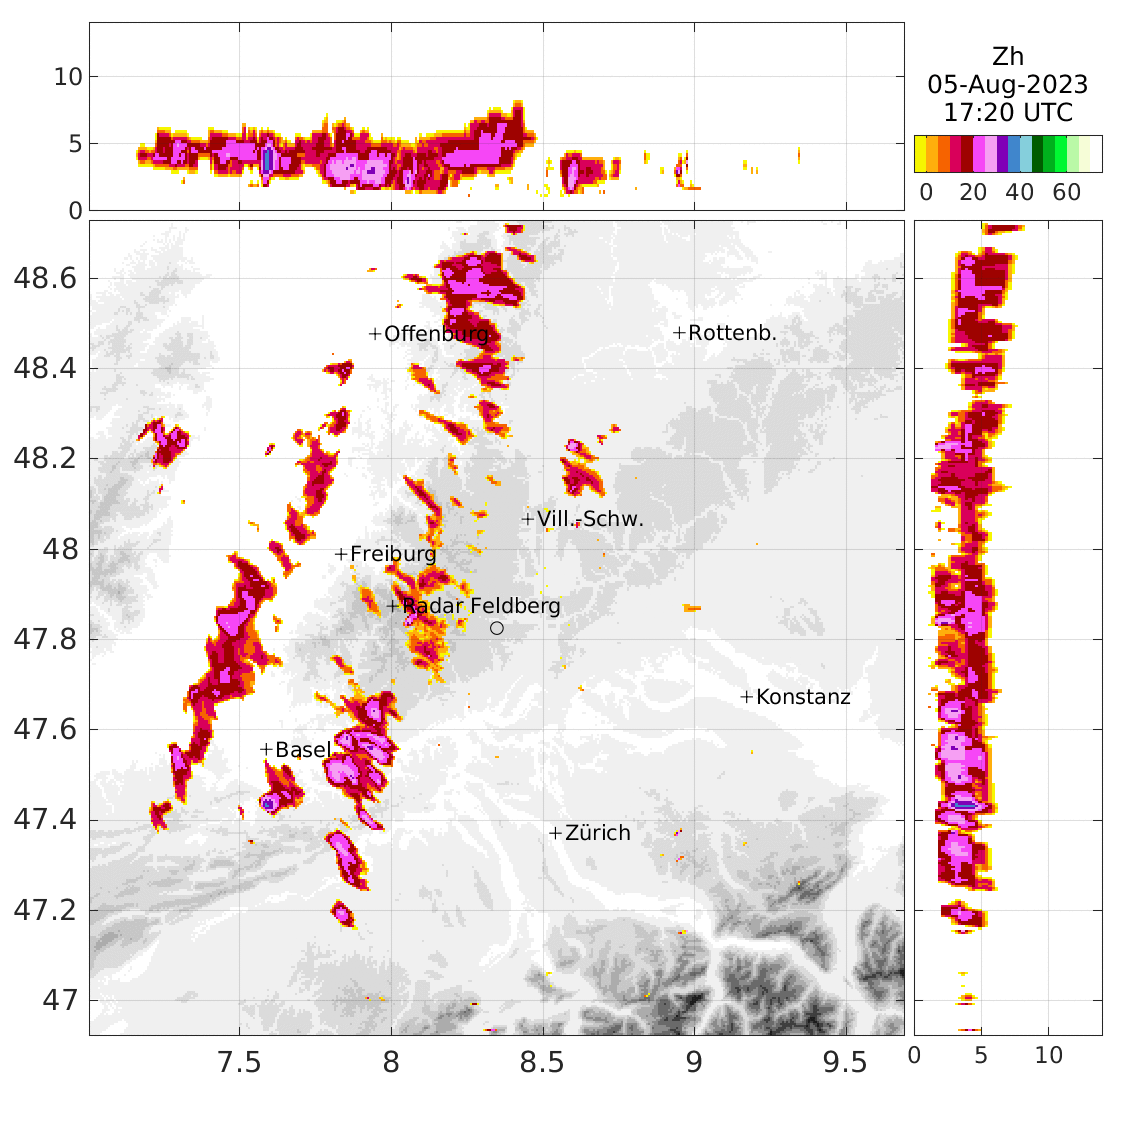 10
5
0
Zh
05-Aug-2023
17:20 UTC
0 20 40 60
48.6
48.4
48.2
48
47.8
47.6
47.4
47.2
47
+Offenburg
+Rottenb.
+Vill.-Schw.
+Freiburg
+Radar Feldberg
+Konstanz
+Basel
+Zürich
7.5 8 8.5 9 9.5
0 5 10